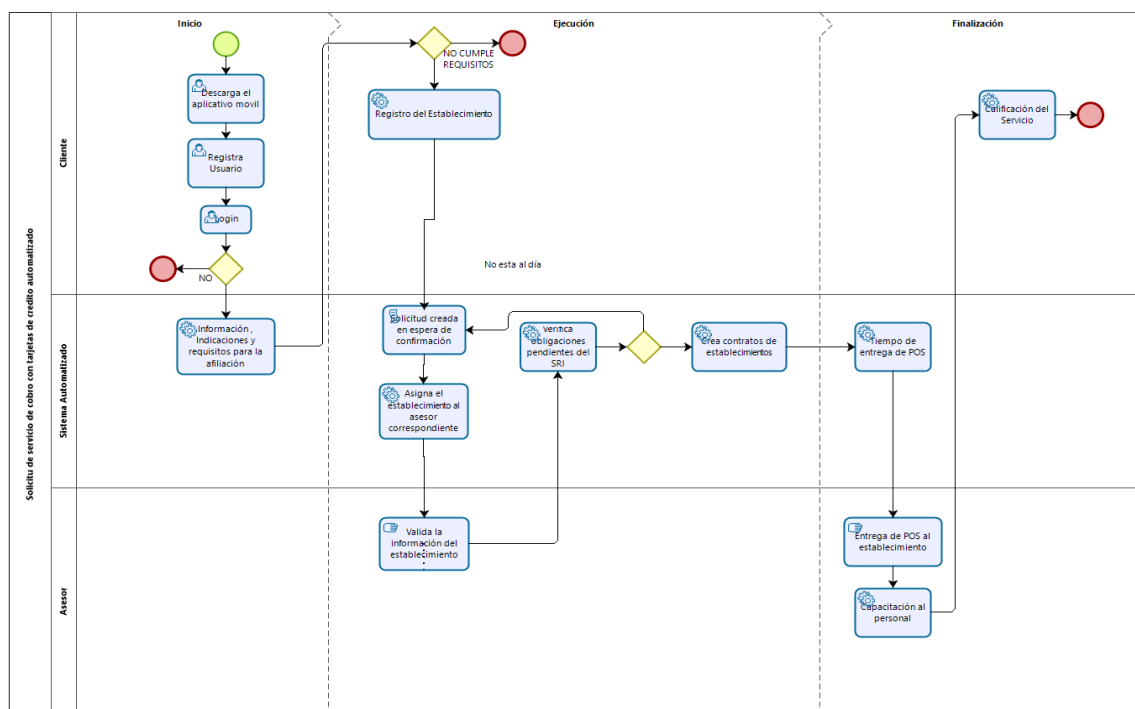 Inicio
Ejecución
Finalización
Solicitu de servicio de cobro con tarjetas de credito automatizado
Cliente
Descarga el
aplicativo movil
Registra
Usuario
Login
NO
NO CUMPLE
REQUISITOS
Registro del Establecimiento
No esta al día
Calificación del
Servicio
Sistema Automatizado
Información ,
Indicaciones y
requisitos para la
afiliación
Solicitud creada
en espera de
confirmación
Asigna el
establecimiento al
asesor
correspondiente
Verifica
obligaciones
pendientes del
SRI
Crea contratos de
establecimientos
Tiempo de
entrega de POS
Asesor
Valida la
información del
establecimiento
Entrega de POS al
establecimiento
Capacitación al
personal